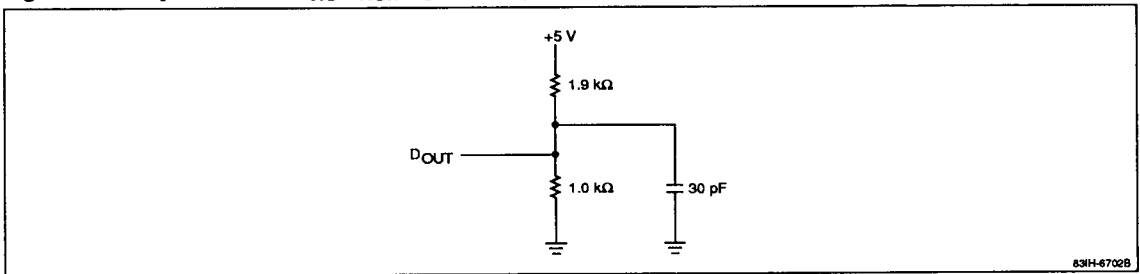 +5 V
1.9 kΩ
DOUT
1.0 kΩ
30 pF
83IH-6702B